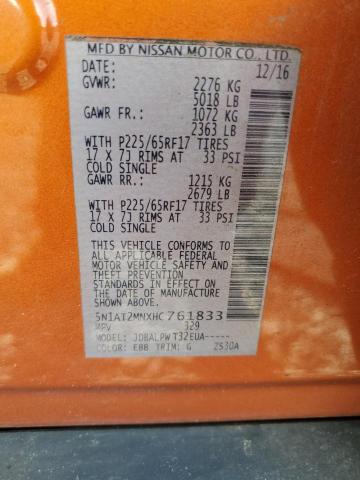 MFD BY NISSAN MOTOR CO., LTD.
DATE: 12/16
GVWR: 2276 KG
5018 LB
GAWR FR.: 1072 KG
2363 LB
WITH P225/65RF17 TIRES
17 X 7J RIMS AT 33 PSI
COLD SINGLE
GAWR RR.: 1215 KG
2679 LB
WITH P225/65RF17 TIRES
17 X 7J RIMS AT 33 PSI
COLD SINGLE
THIS VEHICLE CONFORMS TO
ALL APPLICABLE FEDERAL
MOTOR VEHICLE SAFETY
AND THEFT PREVENTION
STANDARDS IN EFFECT ON
THE DATE OF MANUFACTURE
SHOWN ABOVE.
5N1AT2MNXHC761833
MPV 329
JDBALPWT32EUA-----
COLOR: EBB TRIM: G 2530A